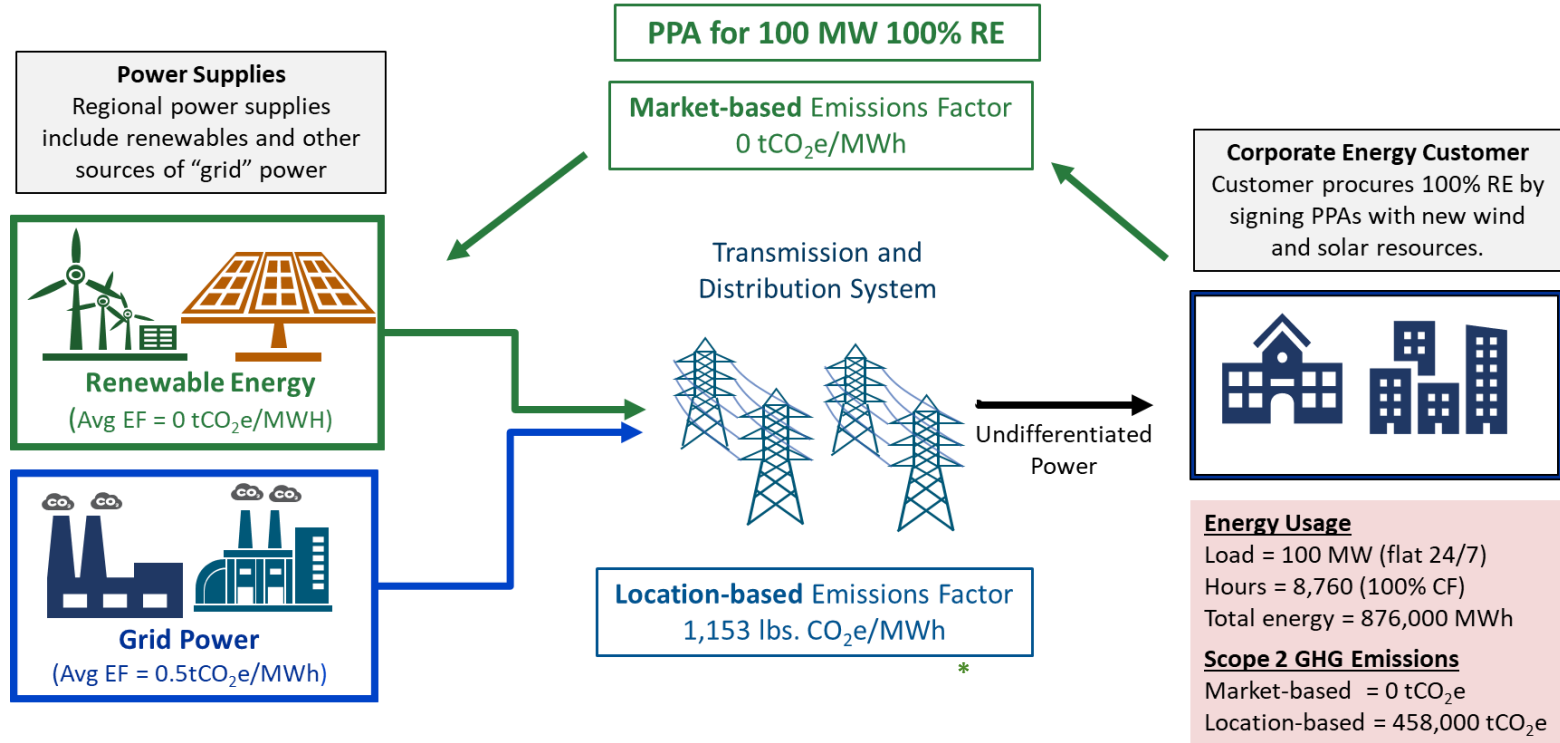 PPA for 100 MW 100% RE
Market-based Emissions Factor
0 tCO₂e/MWh
Power Supplies
Regional power supplies
include renewables and other
sources of “grid” power
Corporate Energy Customer
Customer procures 100% RE by
signing PPAs with new wind
and solar resources.
Renewable Energy
(Avg EF = 0 tCO₂e/MWH)
Transmission and
Distribution System
Undifferentiated
Power
CO₂
CO₂
CO₂
CO₂
Grid Power
(Avg EF = 0.5tCO₂e/MWh)
Location-based Emissions Factor
1,153 lbs. CO₂e/MWh
*
Energy Usage
Load = 100 MW (flat 24/7)
Hours = 8,760 (100% CF)
Total energy = 876,000 MWh
Scope 2 GHG Emissions
Market-based = 0 tCO₂e
Location-based = 458,000 tCO₂e